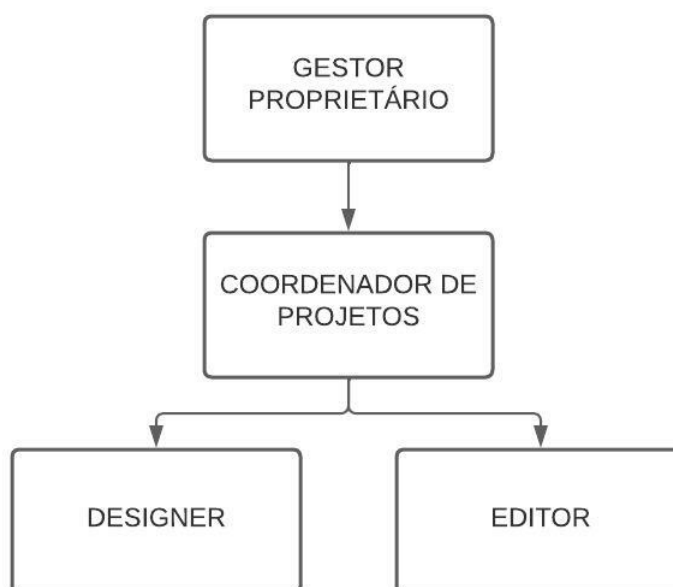 GESTOR
PROPRIETÁRIO
COORDENADOR DE
PROJETOS
DESIGNER
EDITOR